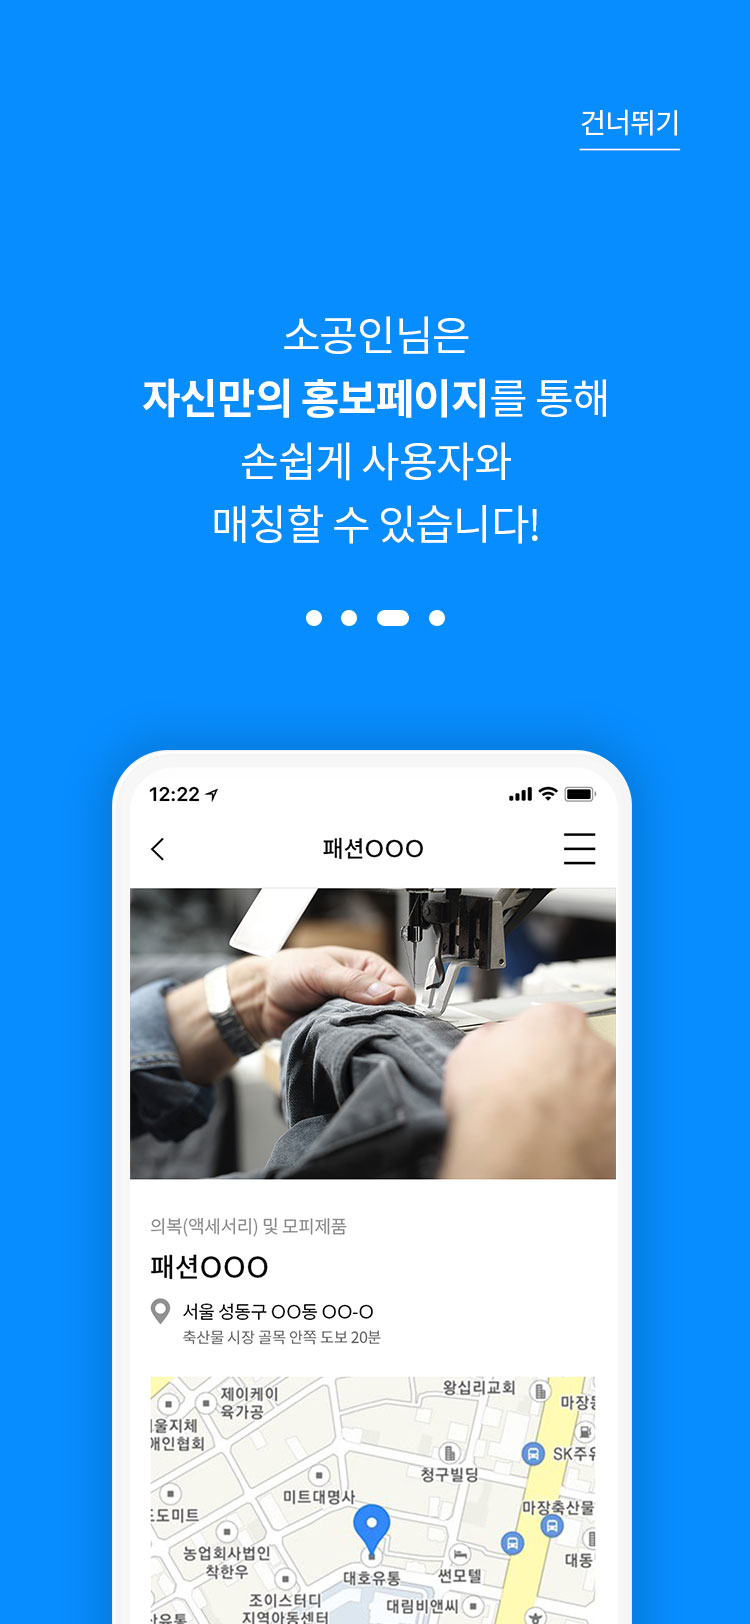 건너뛰기
소공인님은
자신만의 홍보페이지를 통해
손쉽게 사용자와
매칭할 수 있습니다!
12:22
패션OOO
의복(액세서리) 및 모피제품
패션OOO
서울 성동구 OO동 OO-O
축산물 시장 골목 안쪽 도보 20분
왕십리교회
제이케이
육가공
마장동
울지체
애인협회
SK주유
청구빌딩
미트대명사
도미트
마장축산물
농업회사법인
착한우
대호유통
썬모텔
대동
조이스터디
지역아동센터
대림비앤씨
유통